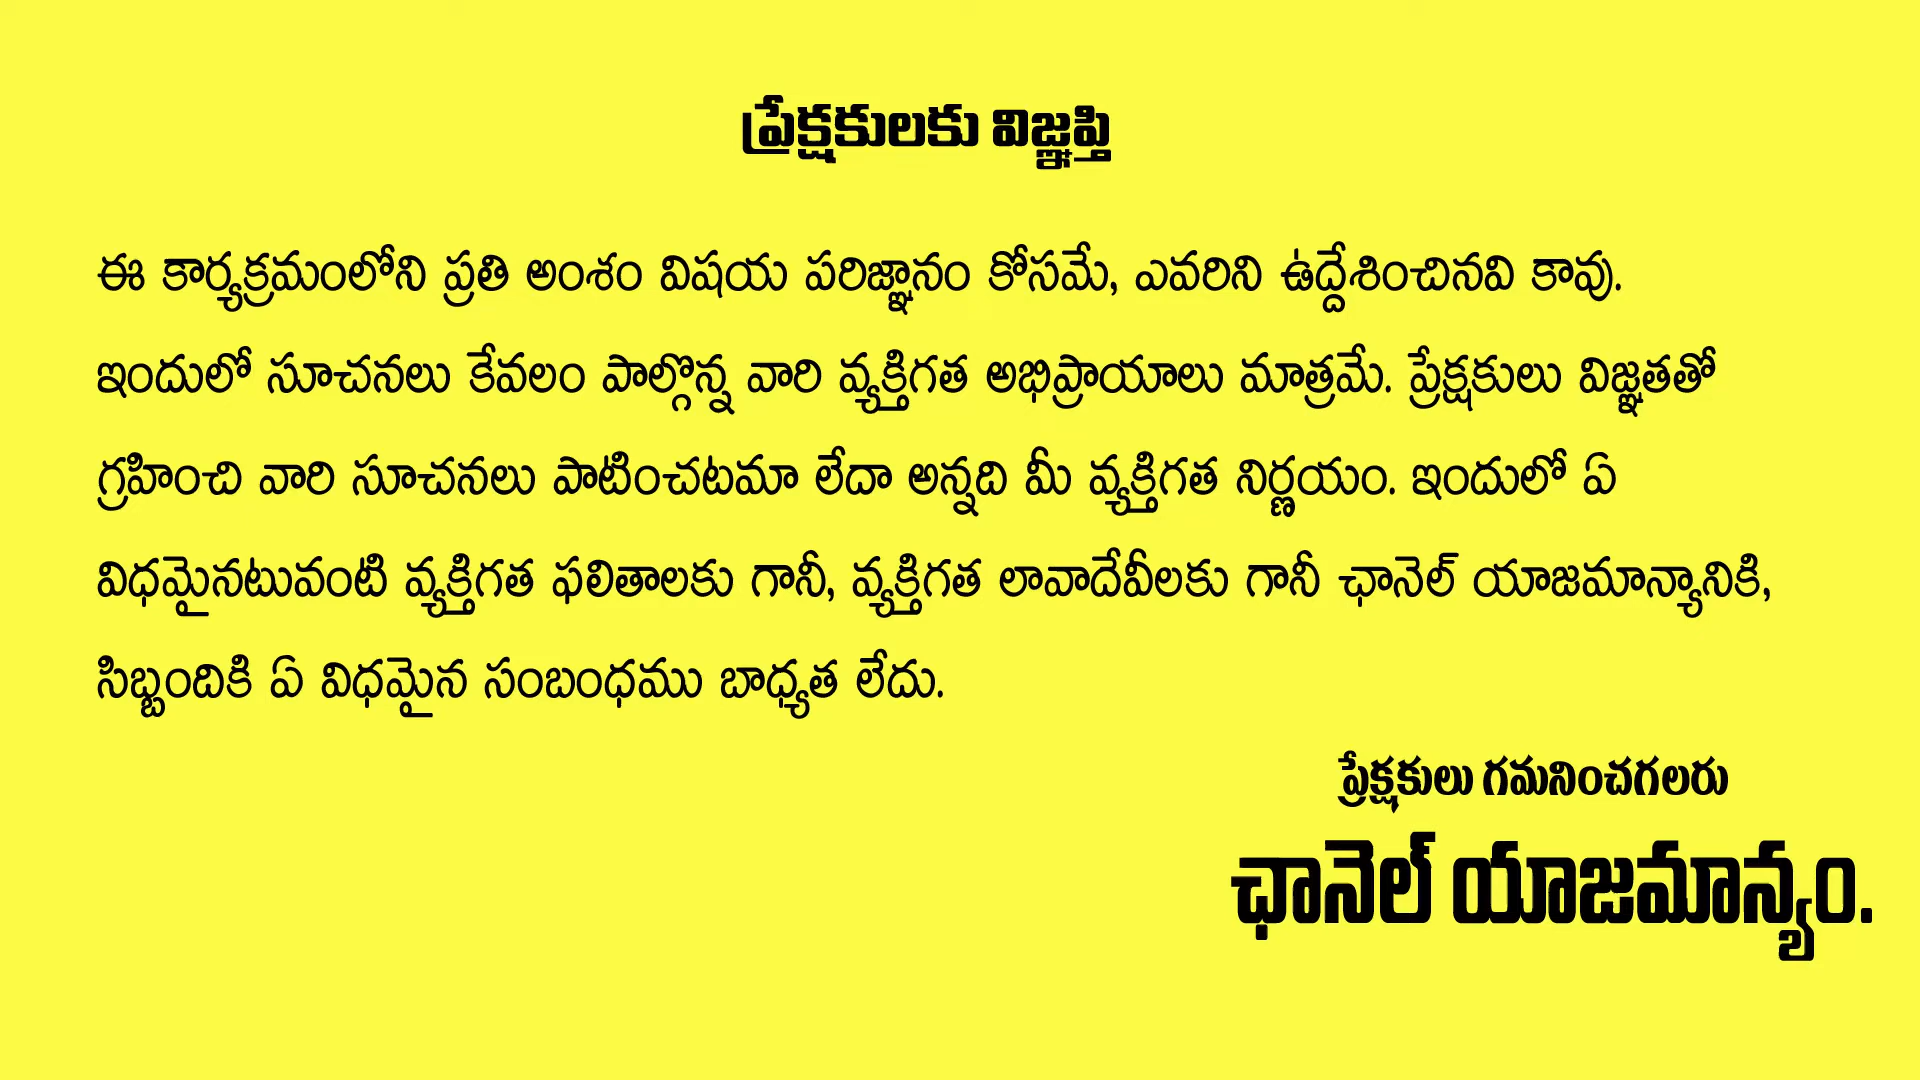 ప్రేక్షకులకు విజ్ఞప్తి
ఈ కార్యక్రమంలోని ప్రతి అంశం విషయ పరిజ్ఞానం కోసమే, ఎవరిని ఉద్దేశించినవి కావు.
ఇందులో సూచనలు కేవలం పాల్గొన్న వారి వ్యక్తిగత అభిప్రాయాలు మాత్రమే. ప్రేక్షకులు విజ్ఞతతో
గ్రహించి వారి సూచనలు పాటించటమా లేదా అన్నది మీ వ్యక్తిగత నిర్ణయం. ఇందులో ఏ
విధమైనటువంటి వ్యక్తిగత ఫలితాలకు గానీ, వ్యక్తిగత లావాదేవీలకు గానీ ఛానెల్ యాజమాన్యానికి,
సిబ్బందికి ఏ విధమైన సంబంధము బాధ్యత లేదు.
ప్రేక్షకులు గమనించగలరు
ఛానెల్ యాజమాన్యం.